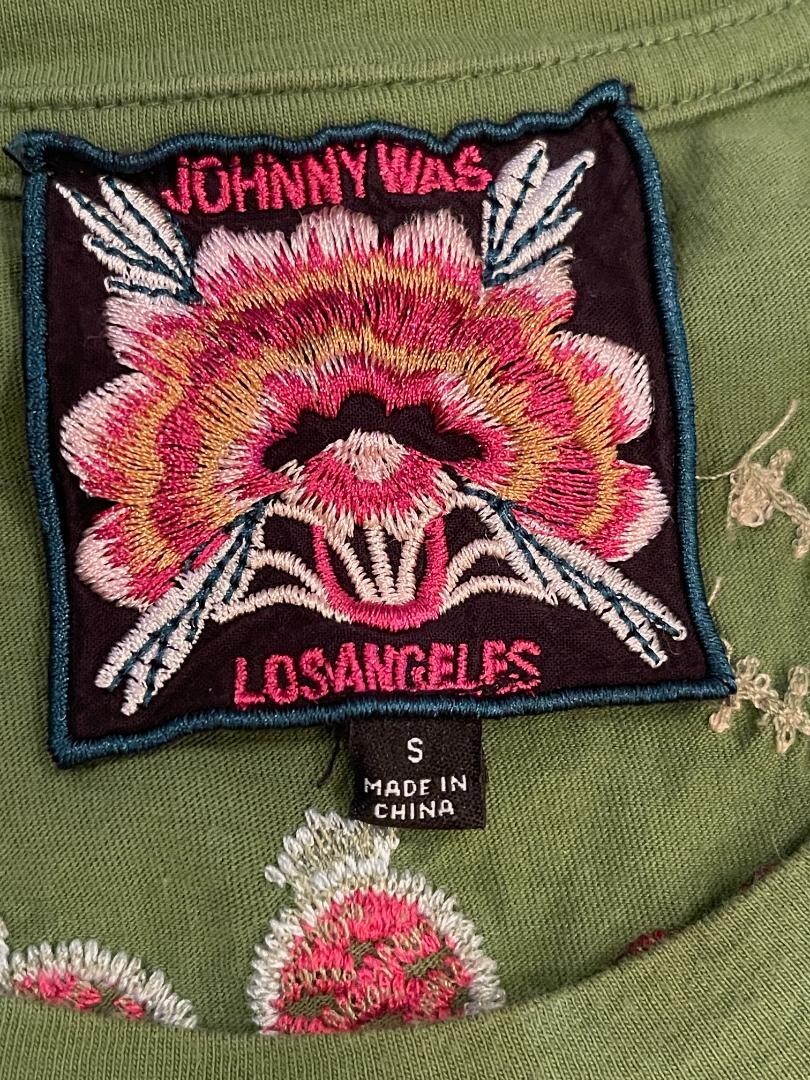 JOHNNY WAS
LOS ANGELES
S
MADE IN
CHINA